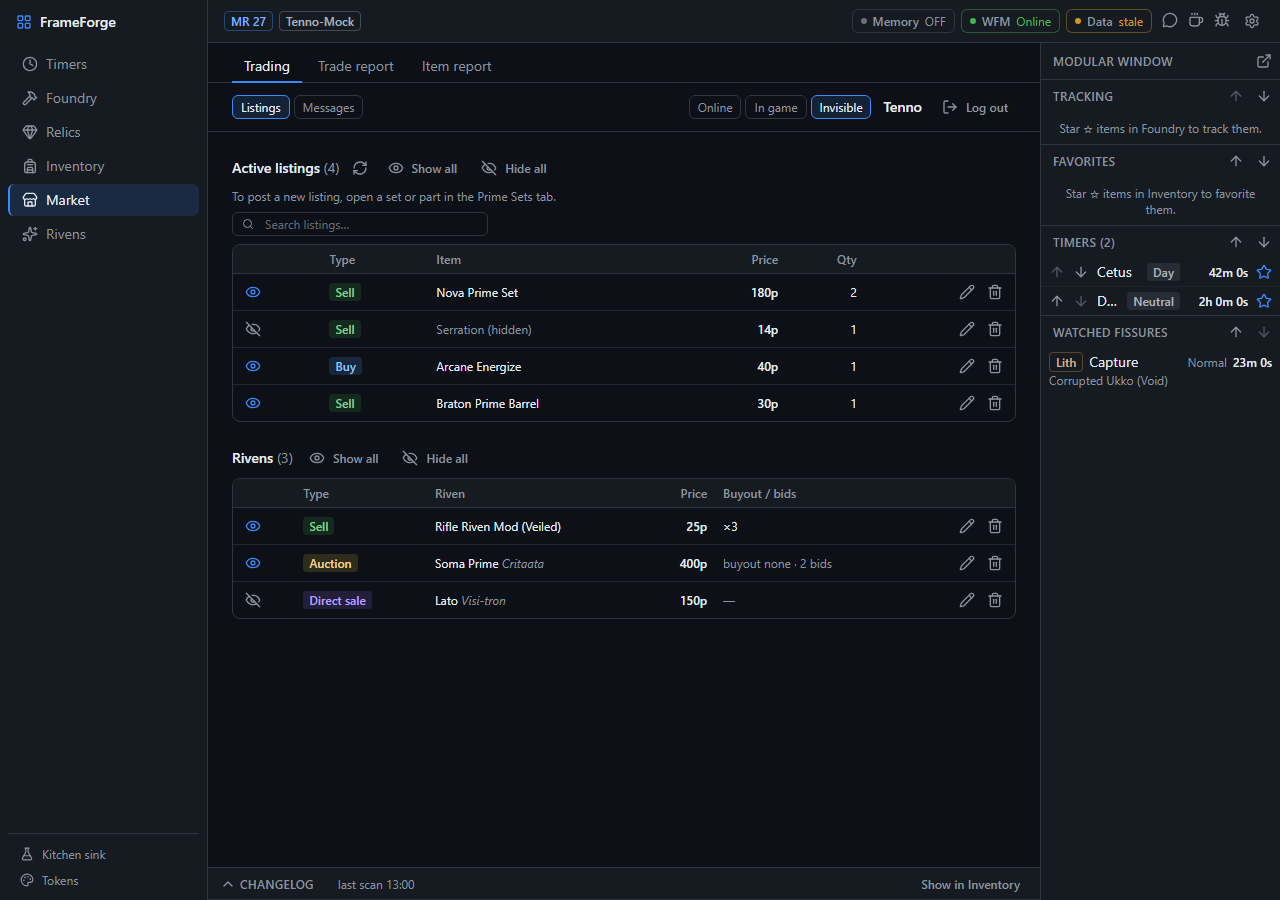 FrameForge
Timers
Foundry
Relics
Inventory
Market
Rivens
Kitchen sink
Tokens
MR 27 Tenno-Mock
Memory OFF WFM Online Data stale
Trading Trade report Item report
Listings Messages
Online In game Invisible Tenno Log out
Active listings (4) Show all Hide all
To post a new listing, open a set or part in the Prime Sets tab.
Search listings...
Type Item Price Qty
Sell Nova Prime Set 180p 2
Sell Serration (hidden) 14p 1
Buy Arcane Energize 40p 1
Sell Braton Prime Barrel 30p 1
Rivens (3) Show all Hide all
Type Riven Price Buyout / bids
Sell Rifle Riven Mod (Veiled) 25p ×3
Auction Soma Prime Critaata 400p buyout none · 2 bids
Direct sale Lato Visi-tron 150p —
CHANGELOG last scan 13:00 Show in Inventory
MODULAR WINDOW
TRACKING
Star ☆ items in Foundry to track them.
FAVORITES
Star ☆ items in Inventory to favorite
them.
TIMERS (2)
Cetus Day 42m 0s
D... Neutral 2h 0m 0s
WATCHED FISSURES
Lith Capture Normal 23m 0s
Corrupted Ukko (Void)